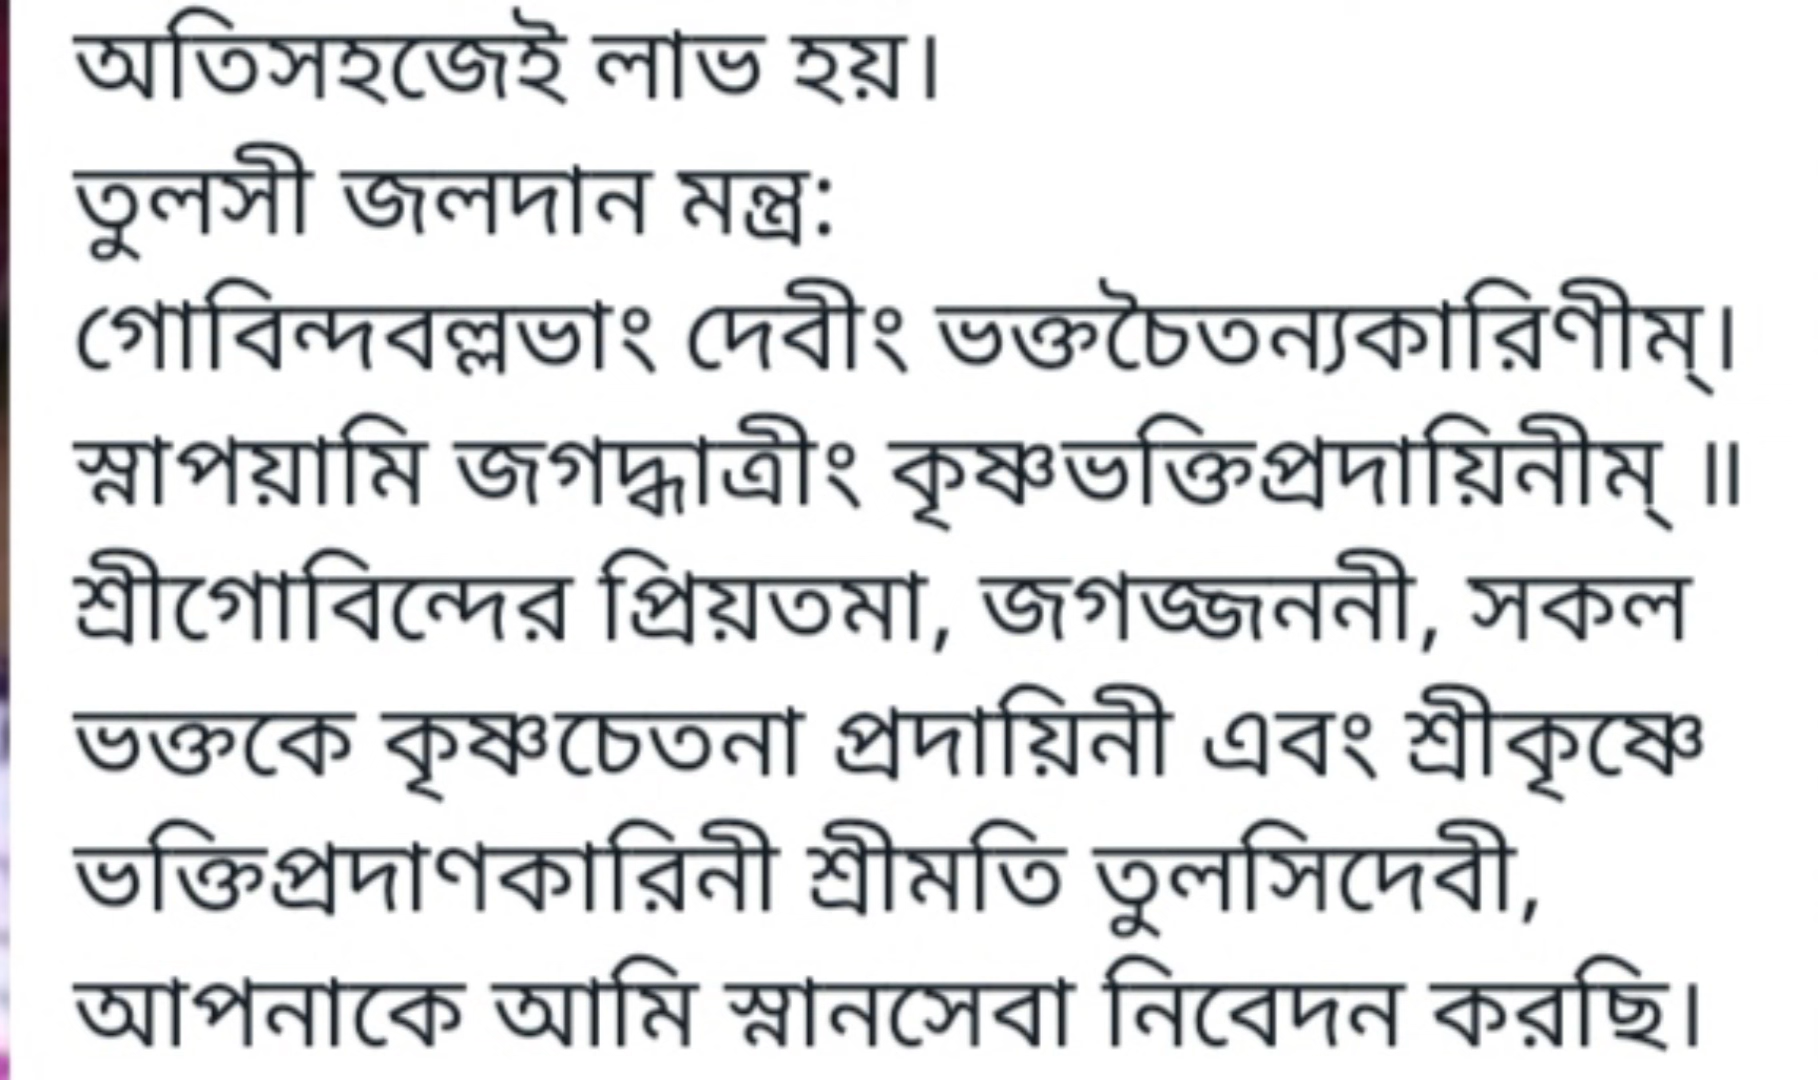 অতিসহজেই লাভ হয়।
তুলসী জলদান মন্ত্র:
গোবিন্দবল্লভাং দেবীং ভক্তচৈতন্যকারিণীম্।
স্নাপয়ামি জগদ্ধাত্রীং কৃষ্ণভক্তিপ্রদায়িনীম্ ॥
শ্রীগোবিন্দের প্রিয়তমা, জগজ্জননী, সকল
ভক্তকে কৃষ্ণচেতনা প্রদায়িনী এবং শ্রীকৃষ্ণে
ভক্তিপ্রদাণকারিনী শ্রীমতি তুলসিদেবী,
আপনাকে আমি স্নানসেবা নিবেদন করছি।